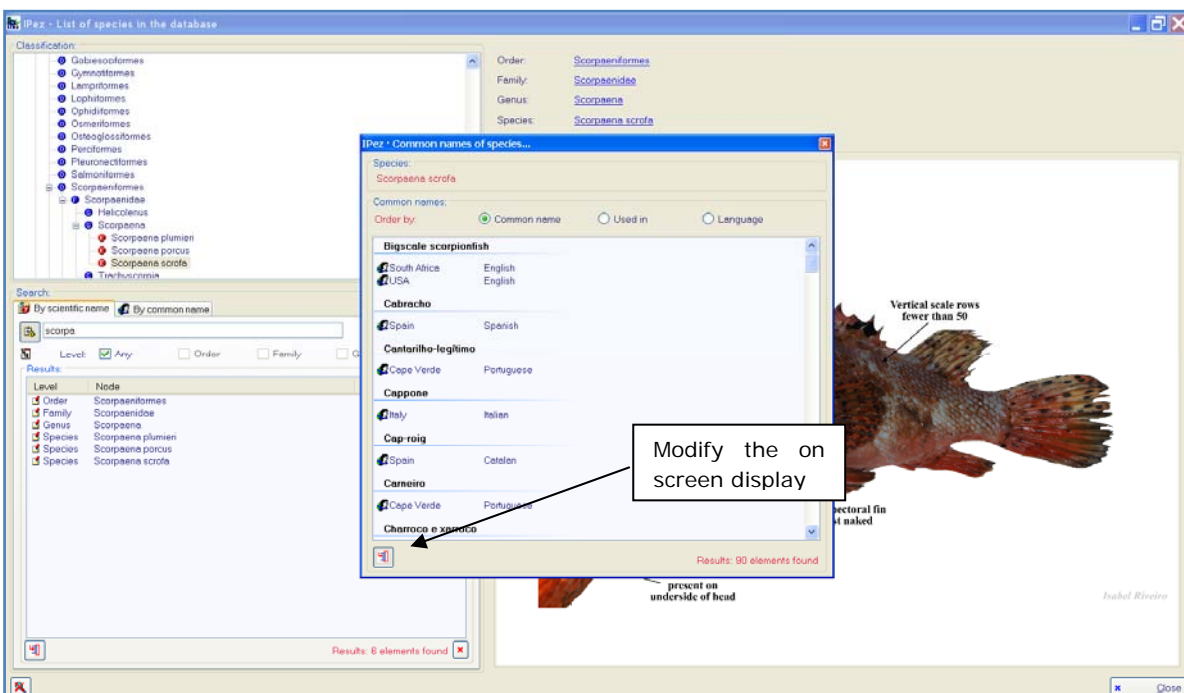 IPez - List of species in the database
Classification:
Gobiesociformes
Gymnotiformes
Lampriformes
Lophiiformes
Ophidiiformes
Osmeriformes
Osteoglossiformes
Perciformes
Pleuronectiformes
Salmoniformes
Scorpaeniformes
Scorpaenidae
Helicolenus
Scorpaena
Scorpaena plumieri
Scorpaena porcus
Scorpaena scrofa
Trachyscorpia
Search:
By scientific name By common name
scorpa
Level: Any Order Family G
Results:
Level Node
Order Scorpaeniformes
Family Scorpaenidae
Genus Scorpaena
Species Scorpaena plumieri
Species Scorpaena porcus
Species Scorpaena scrofa
Results: 6 elements found
Order: Scorpaeniformes
Family: Scorpaenidae
Genus: Scorpaena
Species: Scorpaena scrofa
IPez · Common names of species...
Species:
Scorpaena scrofa
Common names:
Order by: Common name Used in Language
Bigscale scorpionfish
South Africa English
USA English
Cabracho
Spain Spanish
Cantarilho-legítimo
Cape Verde Portuguese
Cappone
Italy Italian
Cap-roig
Spain Catalan
Carneiro
Cape Verde Portuguese
Charroco e xarroco
Results: 90 elements found
Modify the on
screen display
Vertical scale rows
fewer than 50
pectoral fin
t naked
present on
underside of head
Isabel Riveiro
Close